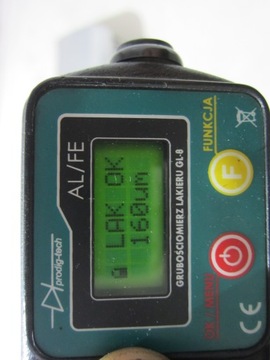 AL/FE
LAK OK
160um
GRUBOŚCIOMIERZ LAKIERU GL-8
FUNKCJA
F
prodig-tech
CE